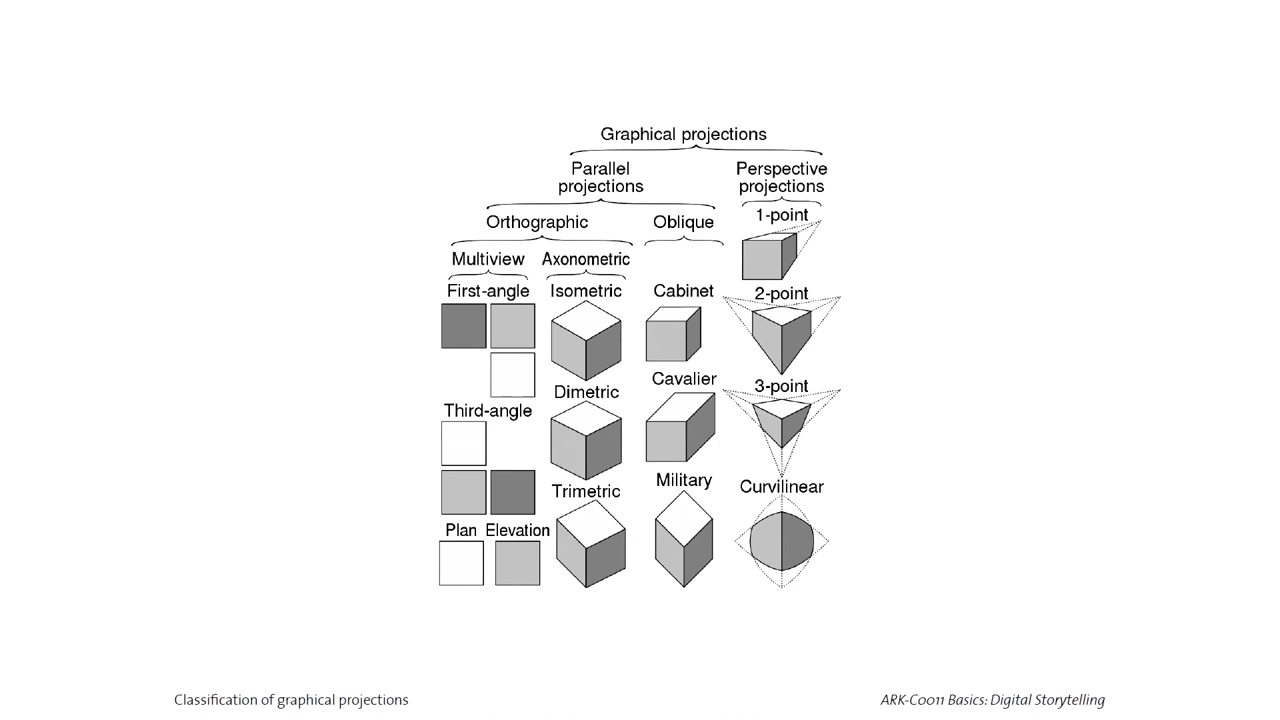 Graphical projections
Parallel
projections
Perspective
projections
Orthographic
Oblique
1-point
Multiview
Axonometric
First-angle
Isometric
Cabinet
2-point
Dimetric
Cavalier
3-point
Third-angle
Trimetric
Military
Curvilinear
Plan
Elevation
Classification of graphical projections
ARK-C0011 Basics: Digital Storytelling